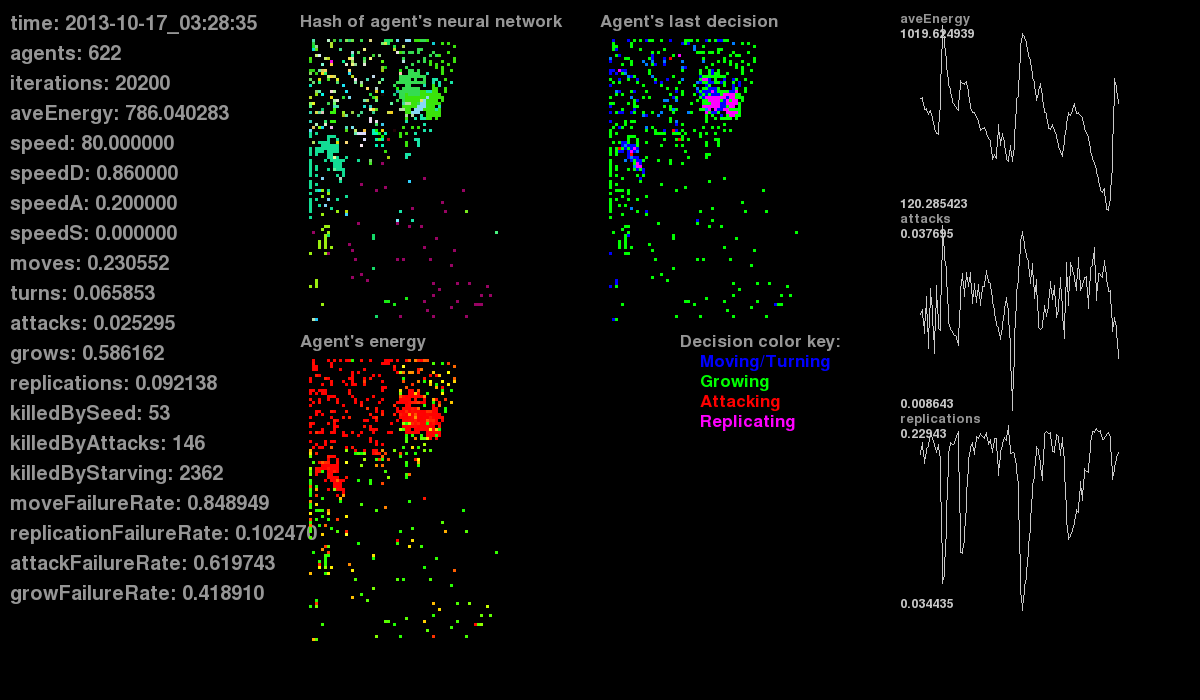 time: 2013-10-17_03:28:35
agents: 622
iterations: 20200
aveEnergy: 786.040283
speed: 80.000000
speedD: 0.860000
speedA: 0.200000
speedS: 0.000000
moves: 0.230552
turns: 0.065853
attacks: 0.025295
grows: 0.586162
replications: 0.092138
killedBySeed: 53
killedByAttacks: 146
killedByStarving: 2362
moveFailureRate: 0.848949
replicationFailureRate: 0.102470
attackFailureRate: 0.619743
growFailureRate: 0.418910
Hash of agent's neural network
Agent's last decision
Agent's energy
Decision color key:
Moving/Turning
Growing
Attacking
Replicating
aveEnergy
1019.624939
120.285423
attacks
0.037695
0.008643
replications
0.22943
0.034435